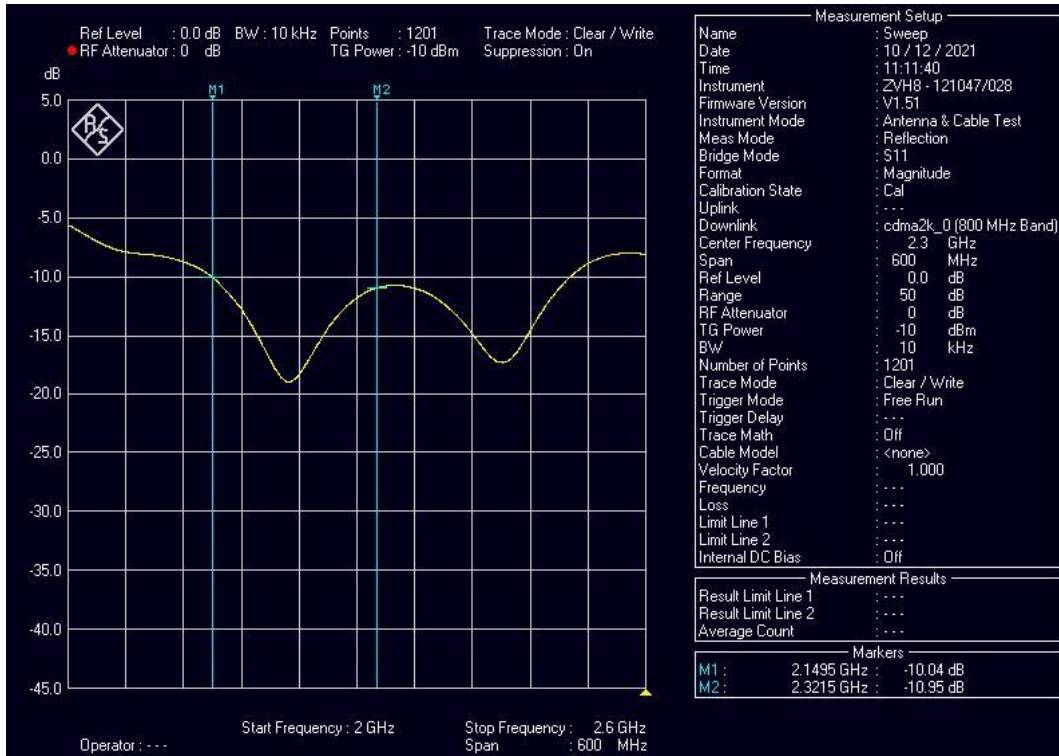 Ref Level : 0.0 dB BW : 10 kHz Points : 1201 Trace Mode : Clear / Write
RF Attenuator : 0 dB TG Power : -10 dBm Suppression : On
dB
M1 M2
5.0
0.0
-5.0
-10.0
-15.0
-20.0
-25.0
-30.0
-35.0
-40.0
-45.0
R&S
Start Frequency : 2 GHz Stop Frequency : 2.6 GHz
Operator : - - - Span : 600 MHz
Measurement Setup
Name : Sweep
Date : 10 / 12 / 2021
Time : 11:11:40
Instrument : ZVH8 - 121047/028
Firmware Version : V1.51
Instrument Mode : Antenna & Cable Test
Meas Mode : Reflection
Bridge Mode : S11
Format : Magnitude
Calibration State : Cal
Uplink : - - -
Downlink : cdma2k_0 (800 MHz Band)
Center Frequency : 2.3 GHz
Span : 600 MHz
Ref Level : 0.0 dB
Range : 50 dB
RF Attenuator : 0 dB
TG Power : -10 dBm
BW : 10 kHz
Number of Points : 1201
Trace Mode : Clear / Write
Trigger Mode : Free Run
Trigger Delay : - - -
Trace Math : Off
Cable Model : <none>
Velocity Factor : 1.000
Frequency : - - -
Loss : - - -
Limit Line 1 : - - -
Limit Line 2 : - - -
Internal DC Bias : Off
Measurement Results
Result Limit Line 1 : - - -
Result Limit Line 2 : - - -
Average Count : - - -
Markers
M1 : 2.1495 GHz : -10.04 dB
M2 : 2.3215 GHz : -10.95 dB